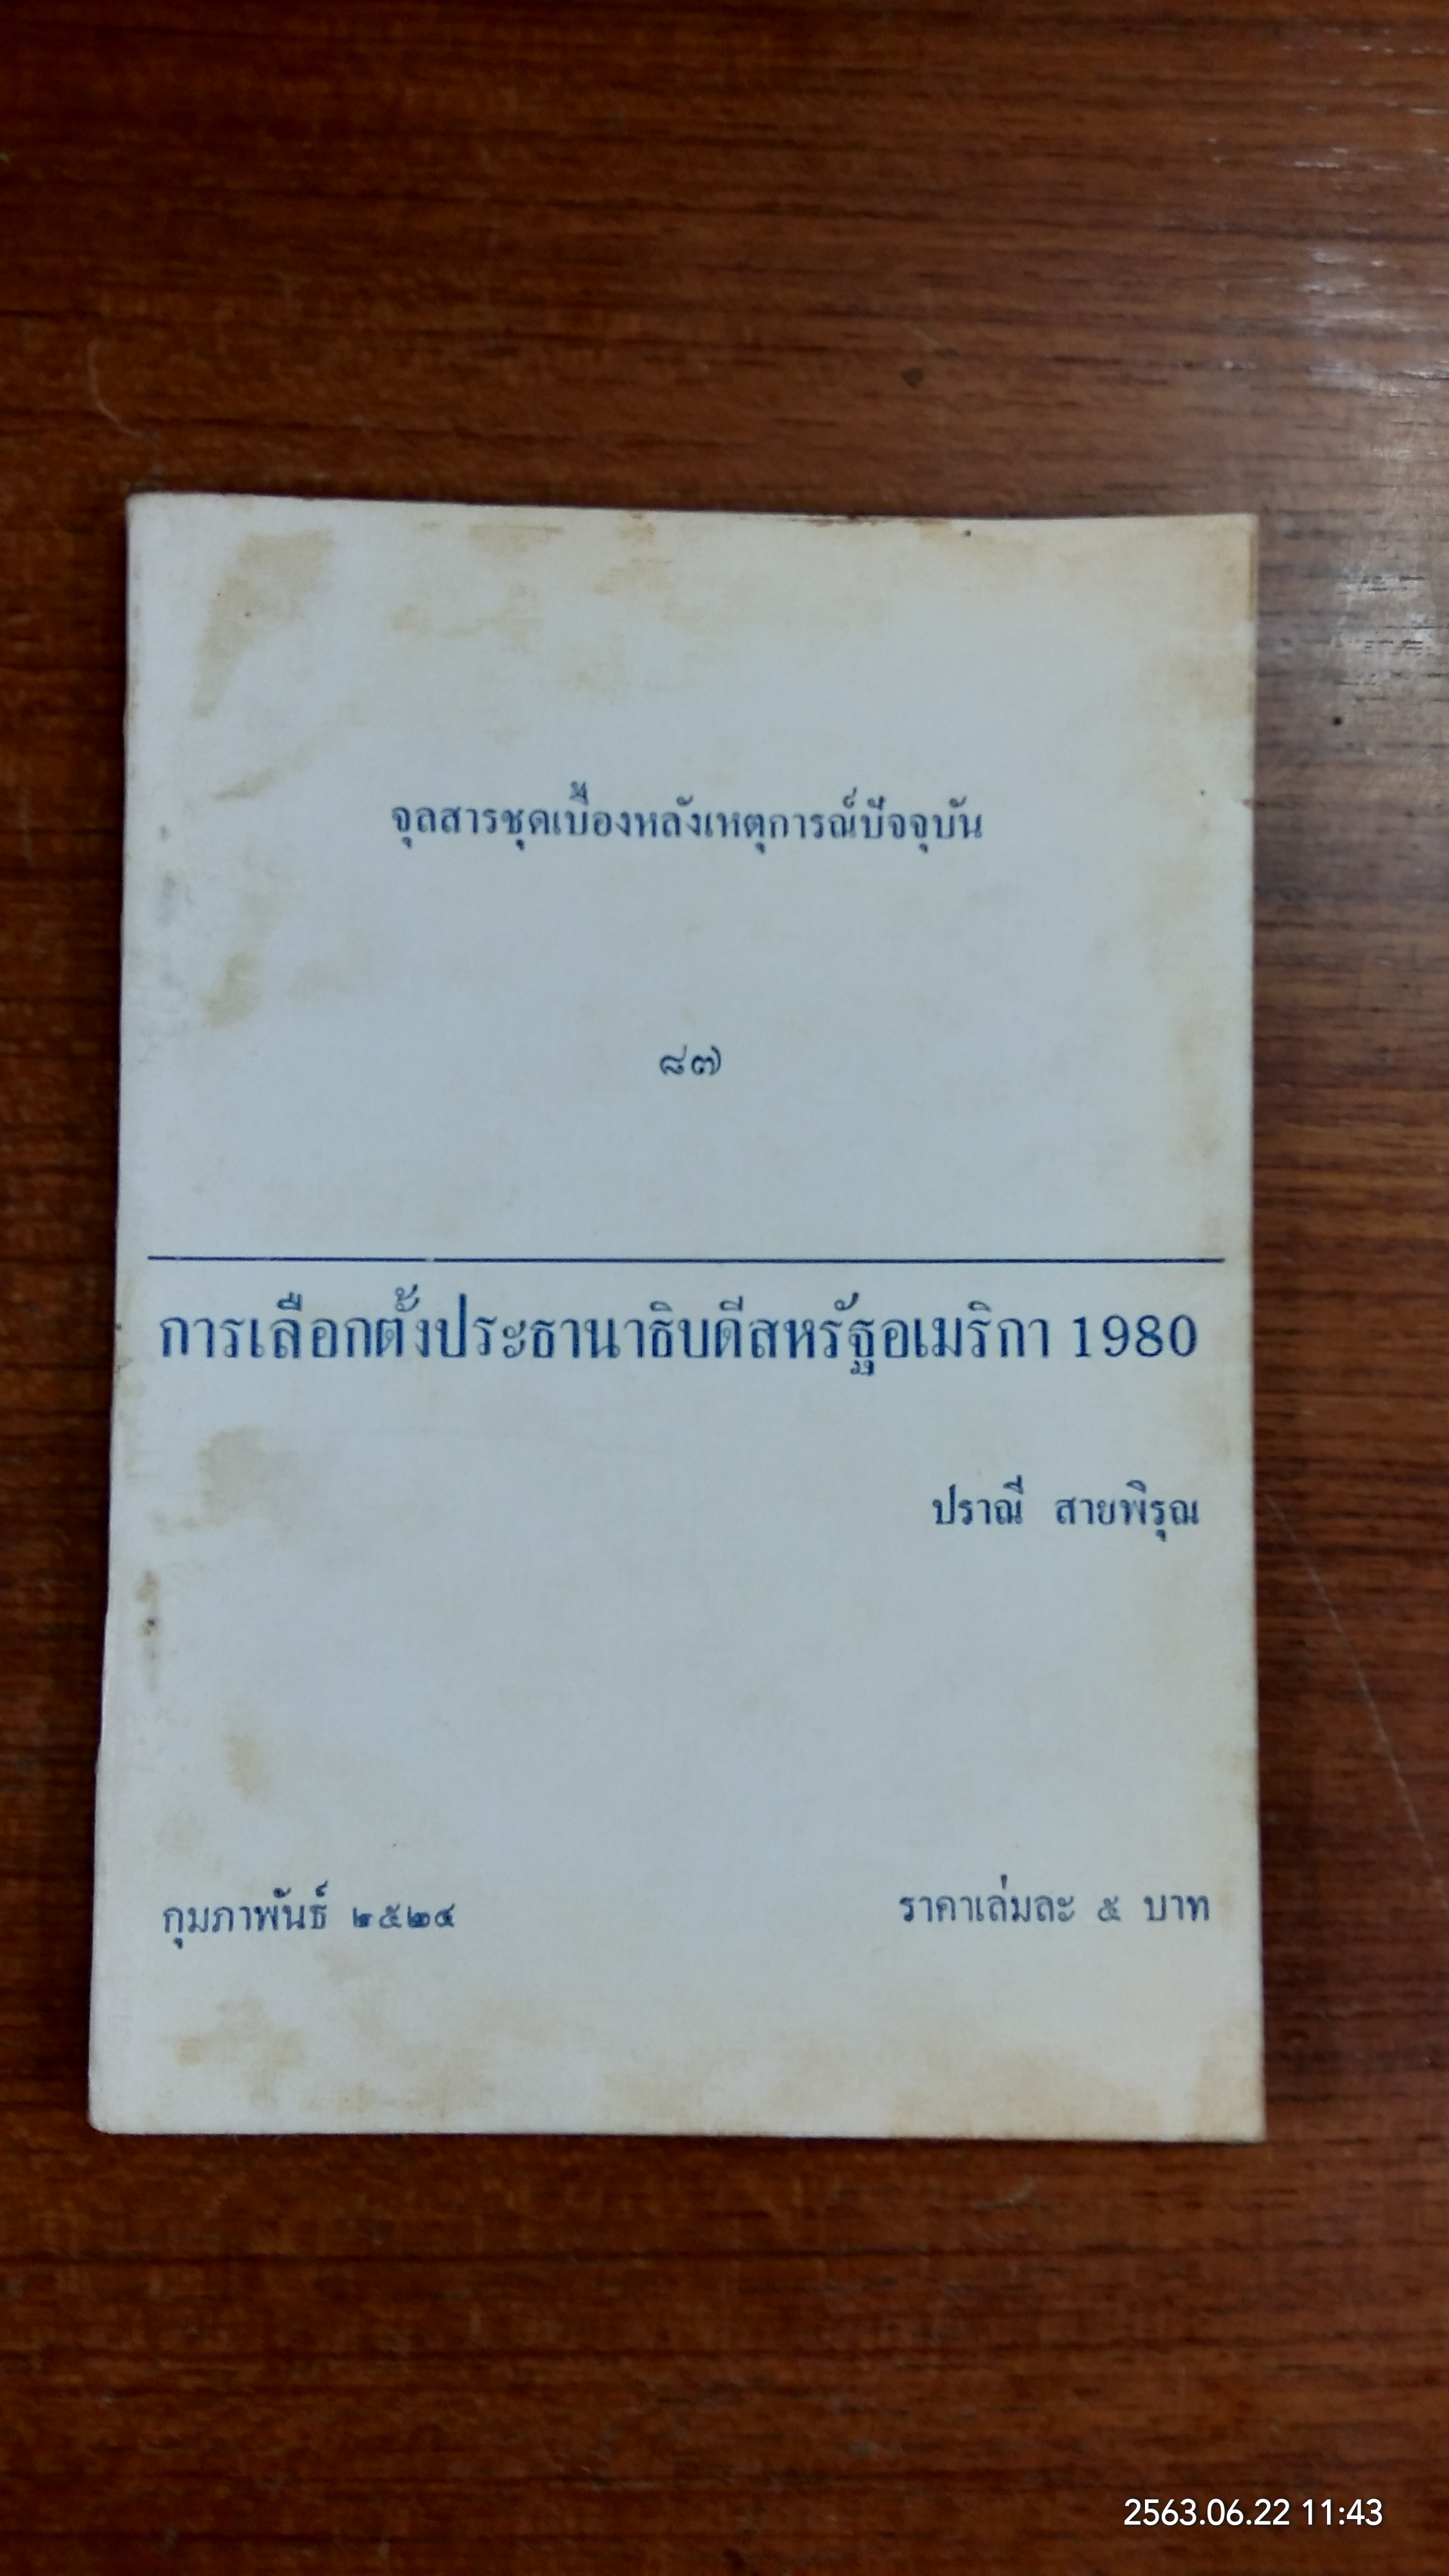 จุลสารชุดเบื้องหลังเหตุการณ์ปัจจุบัน
๘๗
การเลือกตั้งประธานาธิบดีสหรัฐอเมริกา 1980
ปราณี สายพิรุณ
กุมภาพันธ์ ๒๕๒๔
ราคาเล่มละ ๕ บาท
2563.06.22 11:43